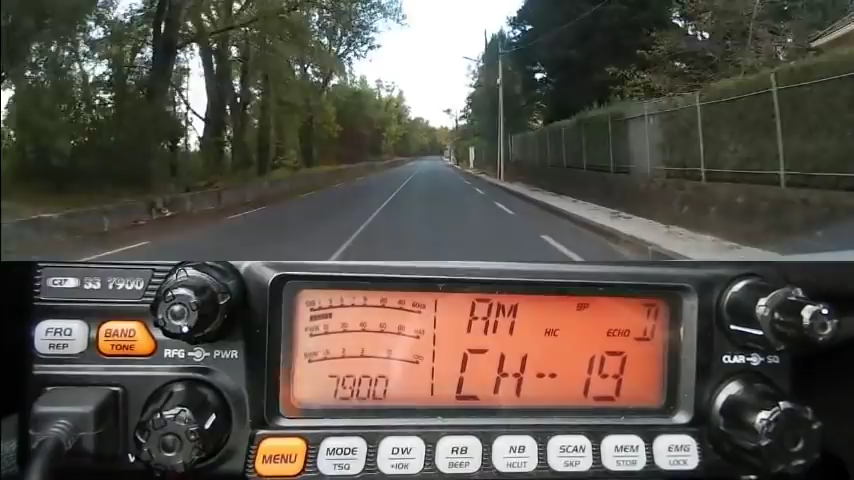 CRT SS 7900
FRQ
REP
BAND
TONE
RFG PWR
AM
SP
HIC
ECHO
D
7900
CH--19
CLAR SQ
MENU
MODE
TSQ
DW
+10K
RB
BEEP
NB
HCUT
SCAN
SKP
MEM
STOR
EMG
LOCK